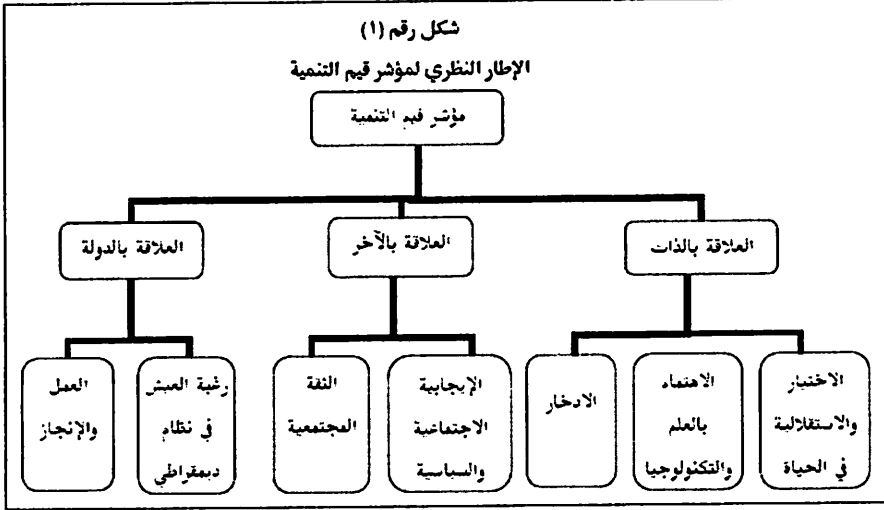 شكل رقم (١)
الإطار النظري لمؤشر قيم التنمية
مؤشر قيم التنمية
العلاقة بالذات
العلاقة بالآخر
العلاقة بالدولة
الاختيار
والاستقلالية
في الحياة
الاهتمام
بالعلم
والتكنولوجيا
الادخار
الإيجابية
الاجتماعية
والسياسية
الثقة
المجتمعية
رغبة العيش
في نظام
ديمقراطي
العمل
والإنجاز